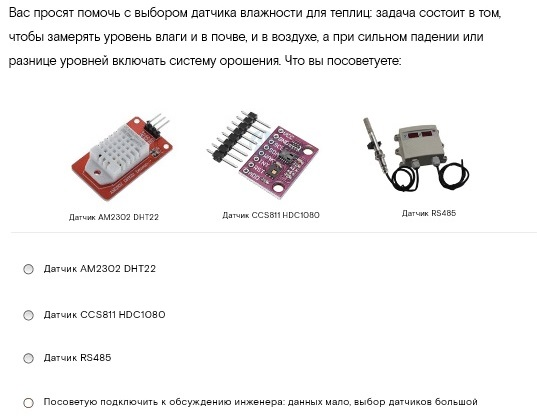 Вас просят помочь с выбором датчика влажности для теплиц: задача состоит в том,
чтобы замерять уровень влаги и в почве, и в воздухе, а при сильном падении или
разнице уровней включать систему орошения. Что вы посоветуете:
Датчик AM2302 DHT22
Датчик CCS811 HDC1080
Датчик RS485
Датчик AM2302 DHT22
Датчик CCS811 HDC1080
Датчик RS485
Посоветую подключить к обсуждению инженера: данных мало, выбор датчиков большой